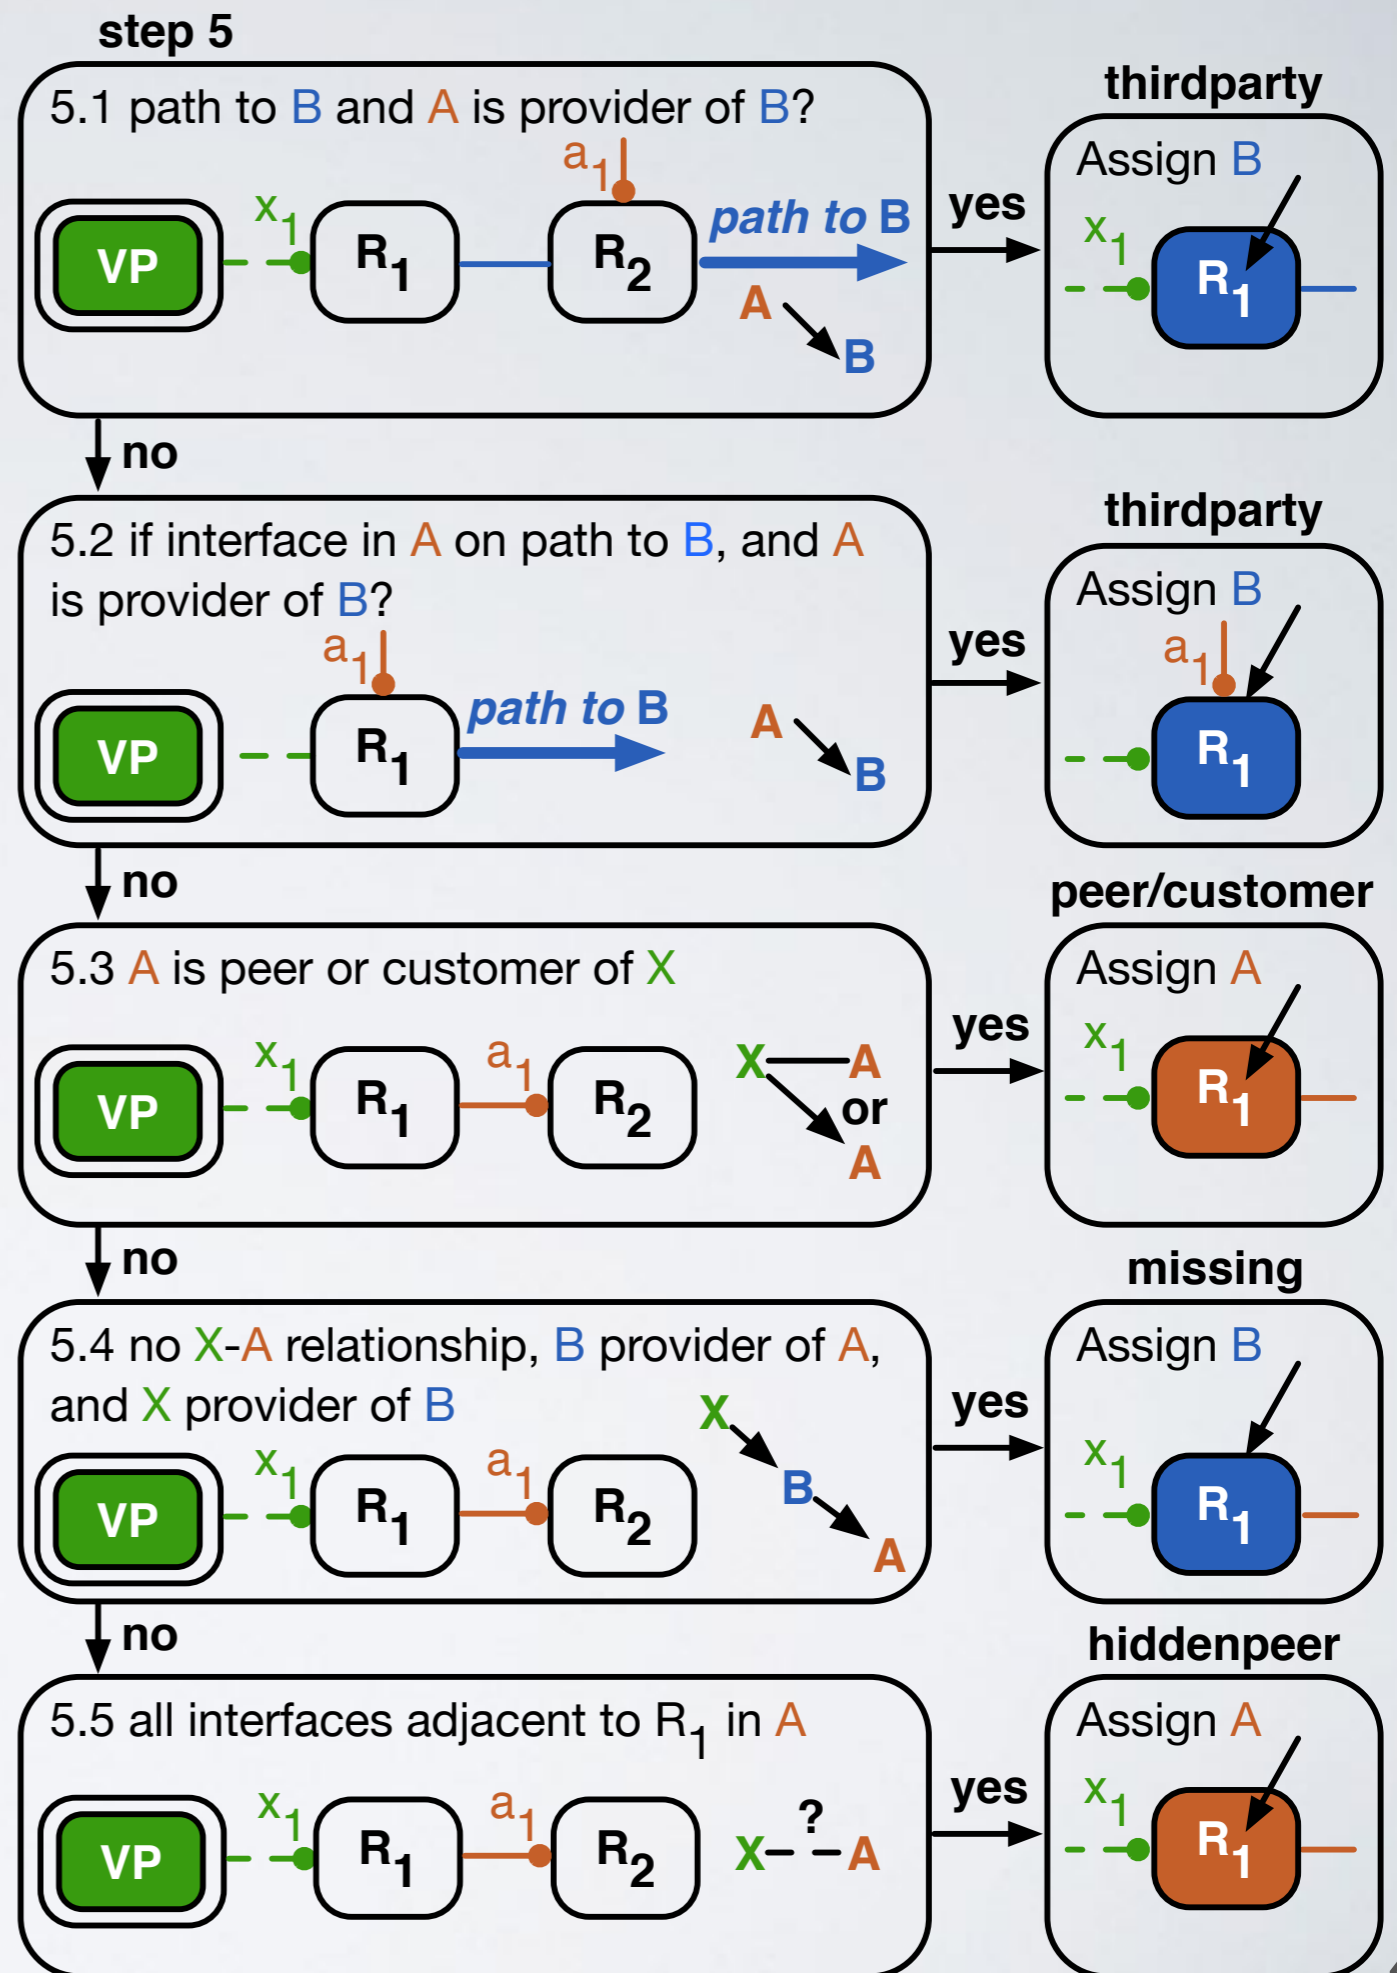 step 5
5.1 path to B and A is provider of B?
a1
x1
VP
R1
R2
path to B
A
B
yes
thirdparty
Assign B
x1
R1
no
5.2 if interface in A on path to B, and A
is provider of B?
a1
VP
R1
path to B
A
B
yes
thirdparty
Assign B
a1
R1
no
5.3 A is peer or customer of X
x1
a1
VP
R1
R2
X
A
or
A
yes
peer/customer
Assign A
x1
R1
no
5.4 no X-A relationship, B provider of A,
and X provider of B
x1
a1
VP
R1
R2
X
B
A
yes
missing
Assign B
x1
R1
no
5.5 all interfaces adjacent to R1 in A
x1
a1
VP
R1
R2
?
X
A
yes
hiddenpeer
Assign A
x1
R1